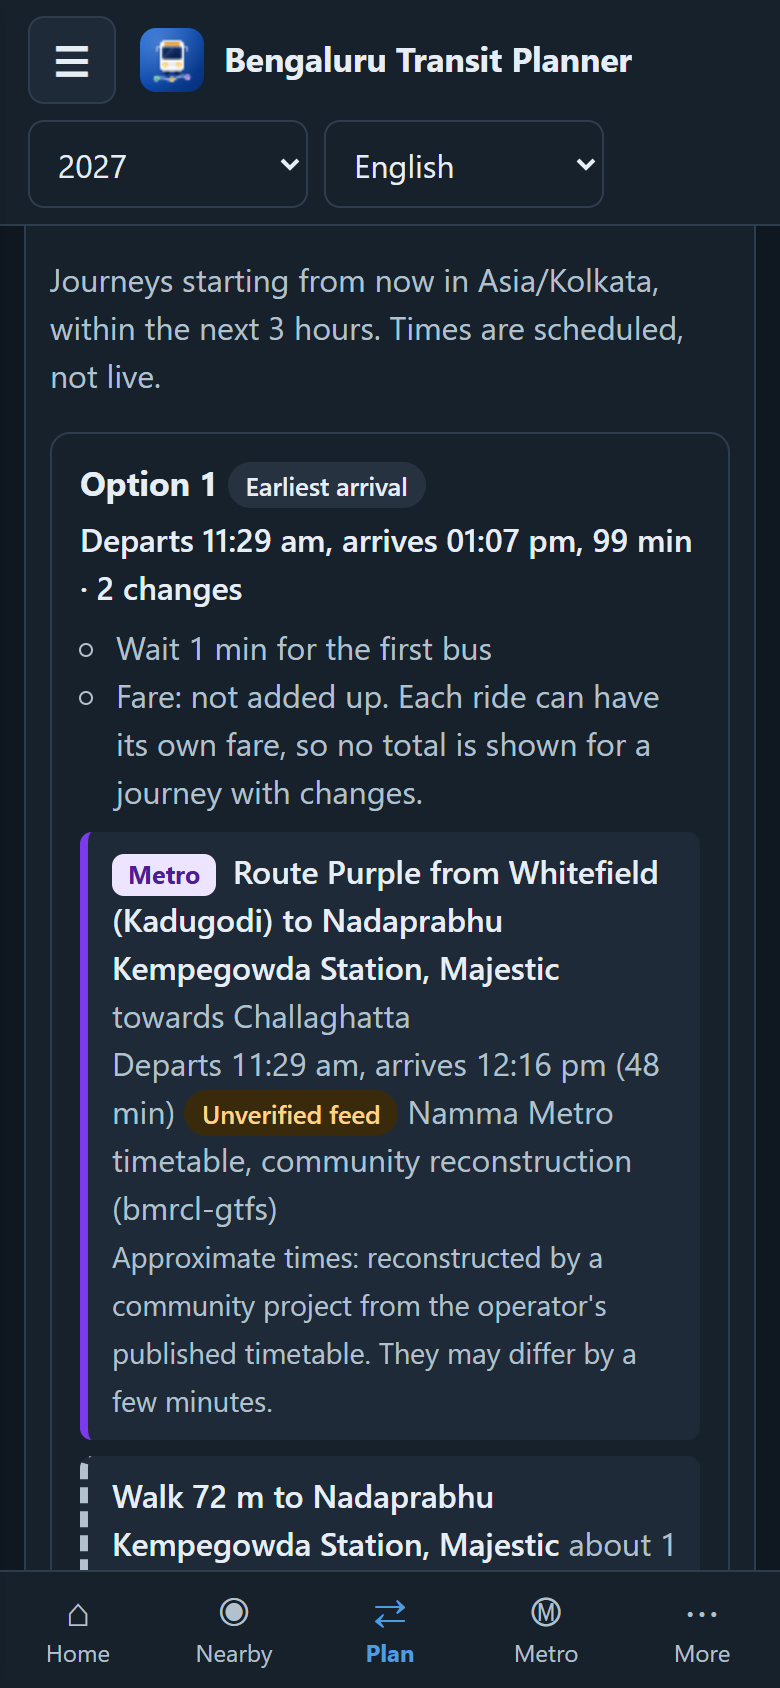 Bengaluru Transit Planner
2027
English
Journeys starting from now in Asia/Kolkata,
within the next 3 hours. Times are scheduled,
not live.
Option 1 Earliest arrival
Departs 11:29 am, arrives 01:07 pm, 99 min
· 2 changes
Wait 1 min for the first bus
Fare: not added up. Each ride can have
its own fare, so no total is shown for a
journey with changes.
Metro Route Purple from Whitefield
(Kadugodi) to Nadaprabhu
Kempegowda Station, Majestic
towards Challaghatta
Departs 11:29 am, arrives 12:16 pm (48
min) Unverified feed Namma Metro
timetable, community reconstruction
(bmrcl-gtfs)
Approximate times: reconstructed by a
community project from the operator's
published timetable. They may differ by a
few minutes.
Walk 72 m to Nadaprabhu
Kempegowda Station, Majestic about 1
Home Nearby Plan Metro More